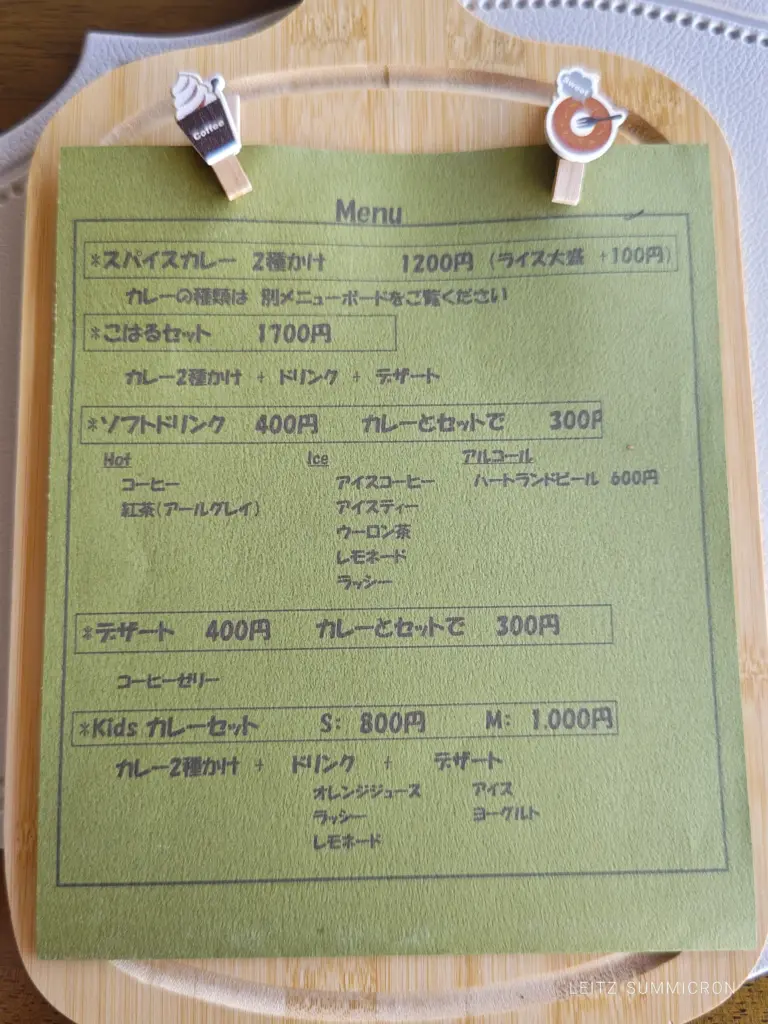 Coffee
Sweet
Menu
*スパイスカレー 2種かけ 1200円 (ライス大盛 +100円)
カレーの種類は 別メニューボードをご覧ください
*こはるセット 1700円
カレー2種かけ + ドリンク + デザート
*ソフトドリンク 400円 カレーとセットで 300F
Hot Ice アルコール
コーヒー アイスコーヒー ハートランドビール 600円
紅茶(アールグレイ) アイスティー
ウーロン茶
レモネード
ラッシー
*デザート 400円 カレーとセットで 300円
コーヒーゼリー
*Kids カレーセット S: 800円 M: 1.000円
カレー2種かけ + ドリンク + デザート
オレンジジュース アイス
ラッシー ヨーグルト
レモネード
LEITZ SUMMICRON